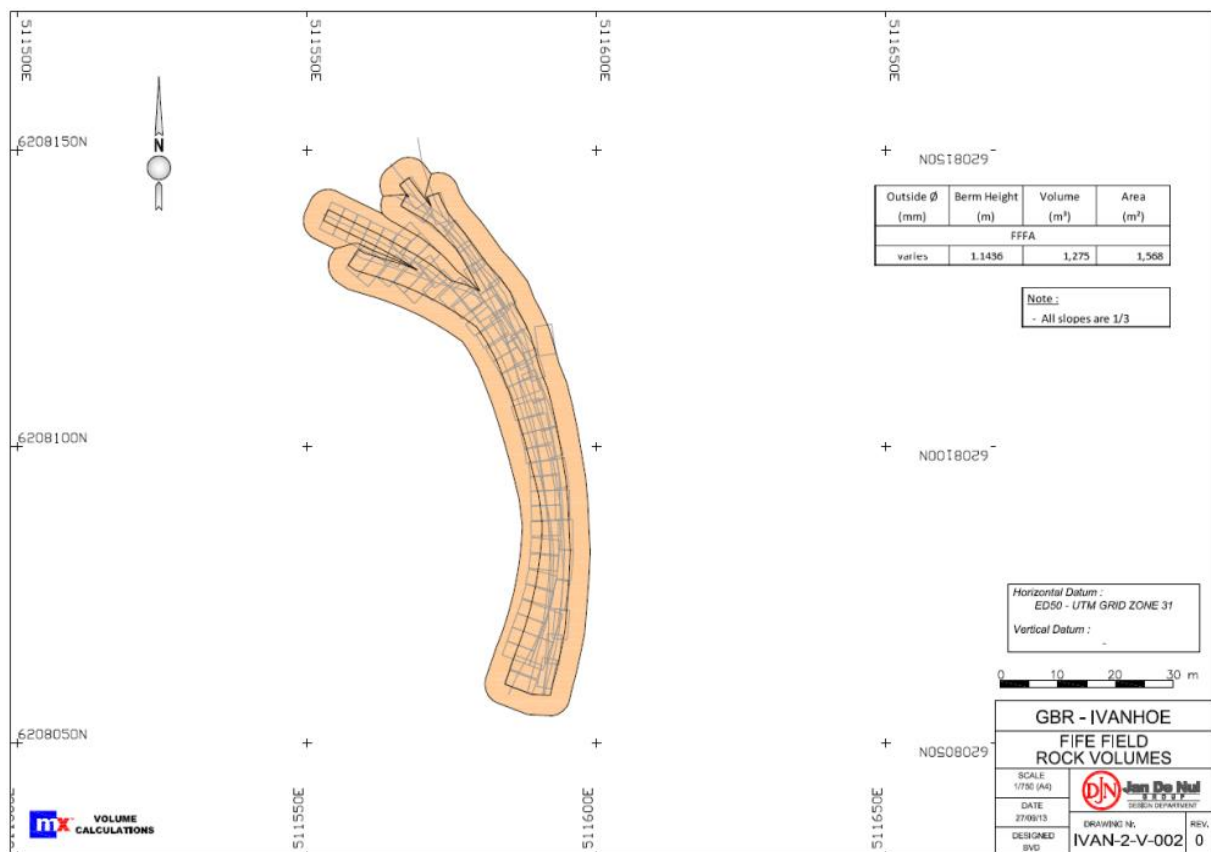 511500E
511550E
511600E
511650E
6208150N
N
6208150N
Outside Ø Berm Height Volume Area
(mm) (m) (m³) (m²)
FFFA
varies 1.1436 1,275 1,568
Note :
- All slopes are 1/3
6208100N
6208100N
Horizontal Datum :
ED50 - UTM GRID ZONE 31
Vertical Datum :
-
0 10 20 30 m
6208050N
6208050N
GBR - IVANHOE
FIFE FIELD
ROCK VOLUMES
SCALE
1/750 (A4)
DJN Jan De Nul
GROUP
DESIGN DEPARTMENT
DATE
27/09/13
DESIGNED
BVD
DRAWING Nr.
IVAN-2-V-002
REV.
0
mx VOLUME
CALCULATIONS
511550E
511600E
511650E